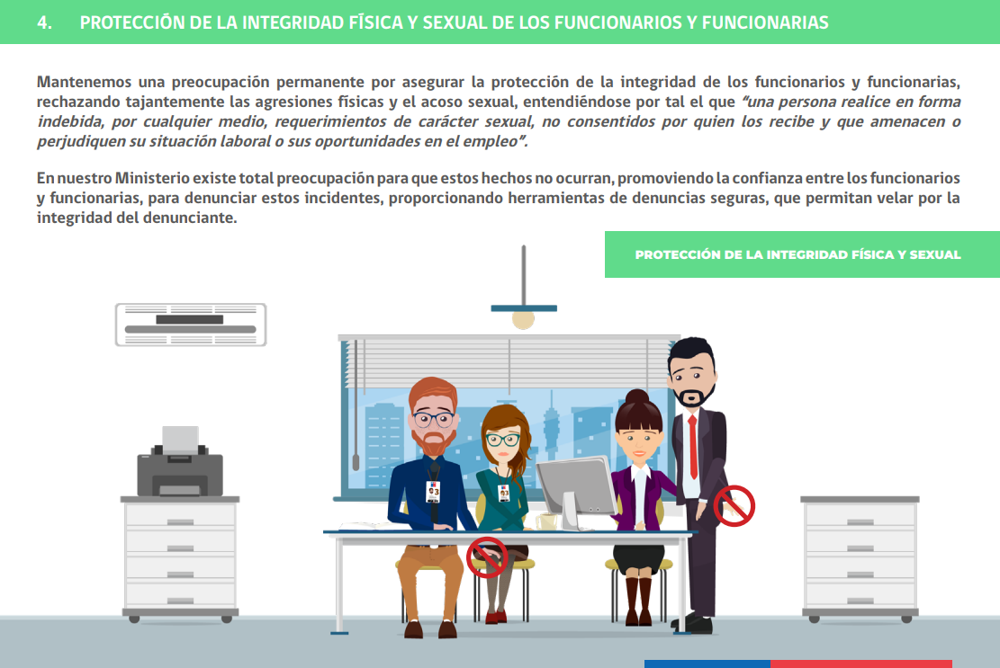 4. PROTECCIÓN DE LA INTEGRIDAD FÍSICA Y SEXUAL DE LOS FUNCIONARIOS Y FUNCIONARIAS
Mantenemos una preocupación permanente por asegurar la protección de la integridad de los funcionarios y funcionarias,
rechazando tajantemente las agresiones físicas y el acoso sexual, entendiéndose por tal el que “una persona realice en forma
indebida, por cualquier medio, requerimientos de carácter sexual, no consentidos por quien los recibe y que amenacen o
perjudiquen su situación laboral o sus oportunidades en el empleo”.
En nuestro Ministerio existe total preocupación para que estos hechos no ocurran, promoviendo la confianza entre los funcionarios
y funcionarias, para denunciar estos incidentes, proporcionando herramientas de denuncias seguras, que permitan velar por la
integridad del denunciante.
PROTECCIÓN DE LA INTEGRIDAD FÍSICA Y SEXUAL